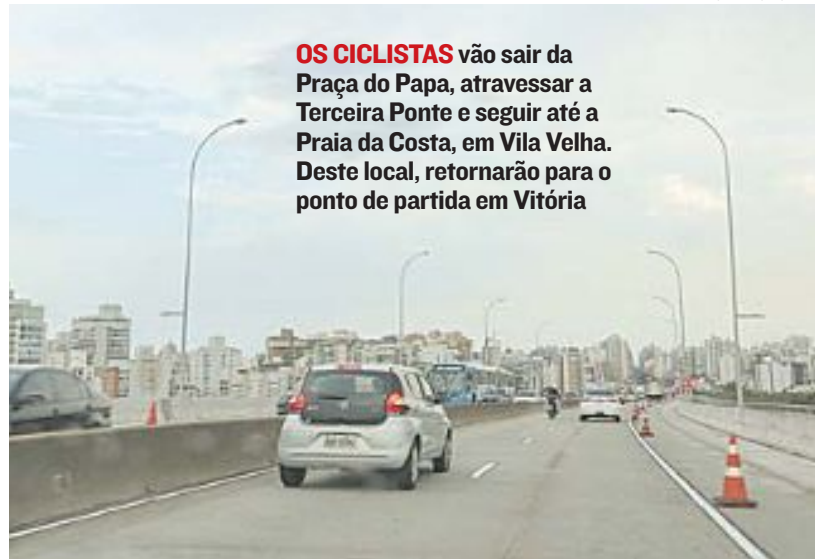 OS CICLISTAS vão sair da
Praça do Papa, atravessar a
Terceira Ponte e seguir até a
Praia da Costa, em Vila Velha.
Deste local, retornarão para o
ponto de partida em Vitória